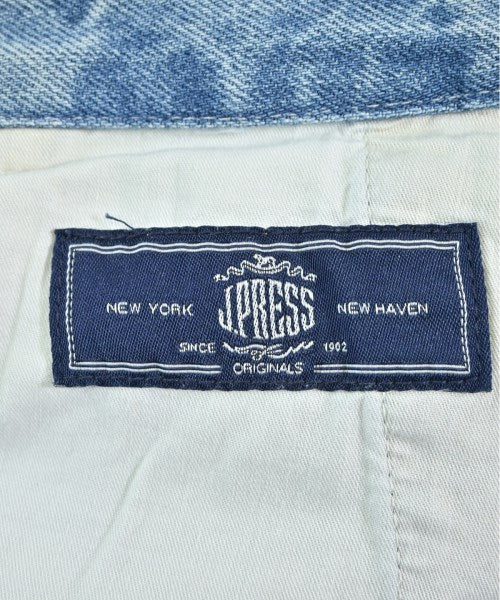 NEW YORK J.PRESS NEW HAVEN
SINCE 1902
ORIGINALS